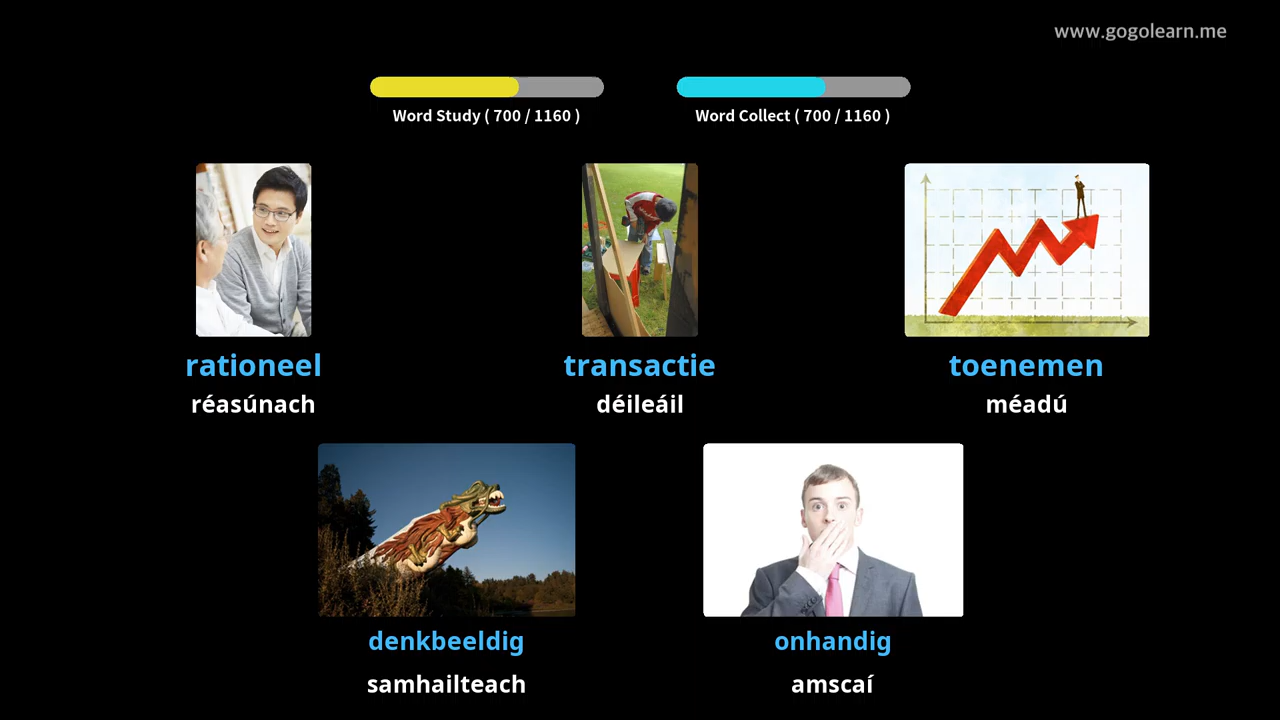 www.gogolearn.me
Word Study ( 700 / 1160 )
Word Collect ( 700 / 1160 )
rationeel
réasúnach
transactie
déileáil
toenemen
méadú
denkbeeldig
samhailteach
onhandig
amscaí